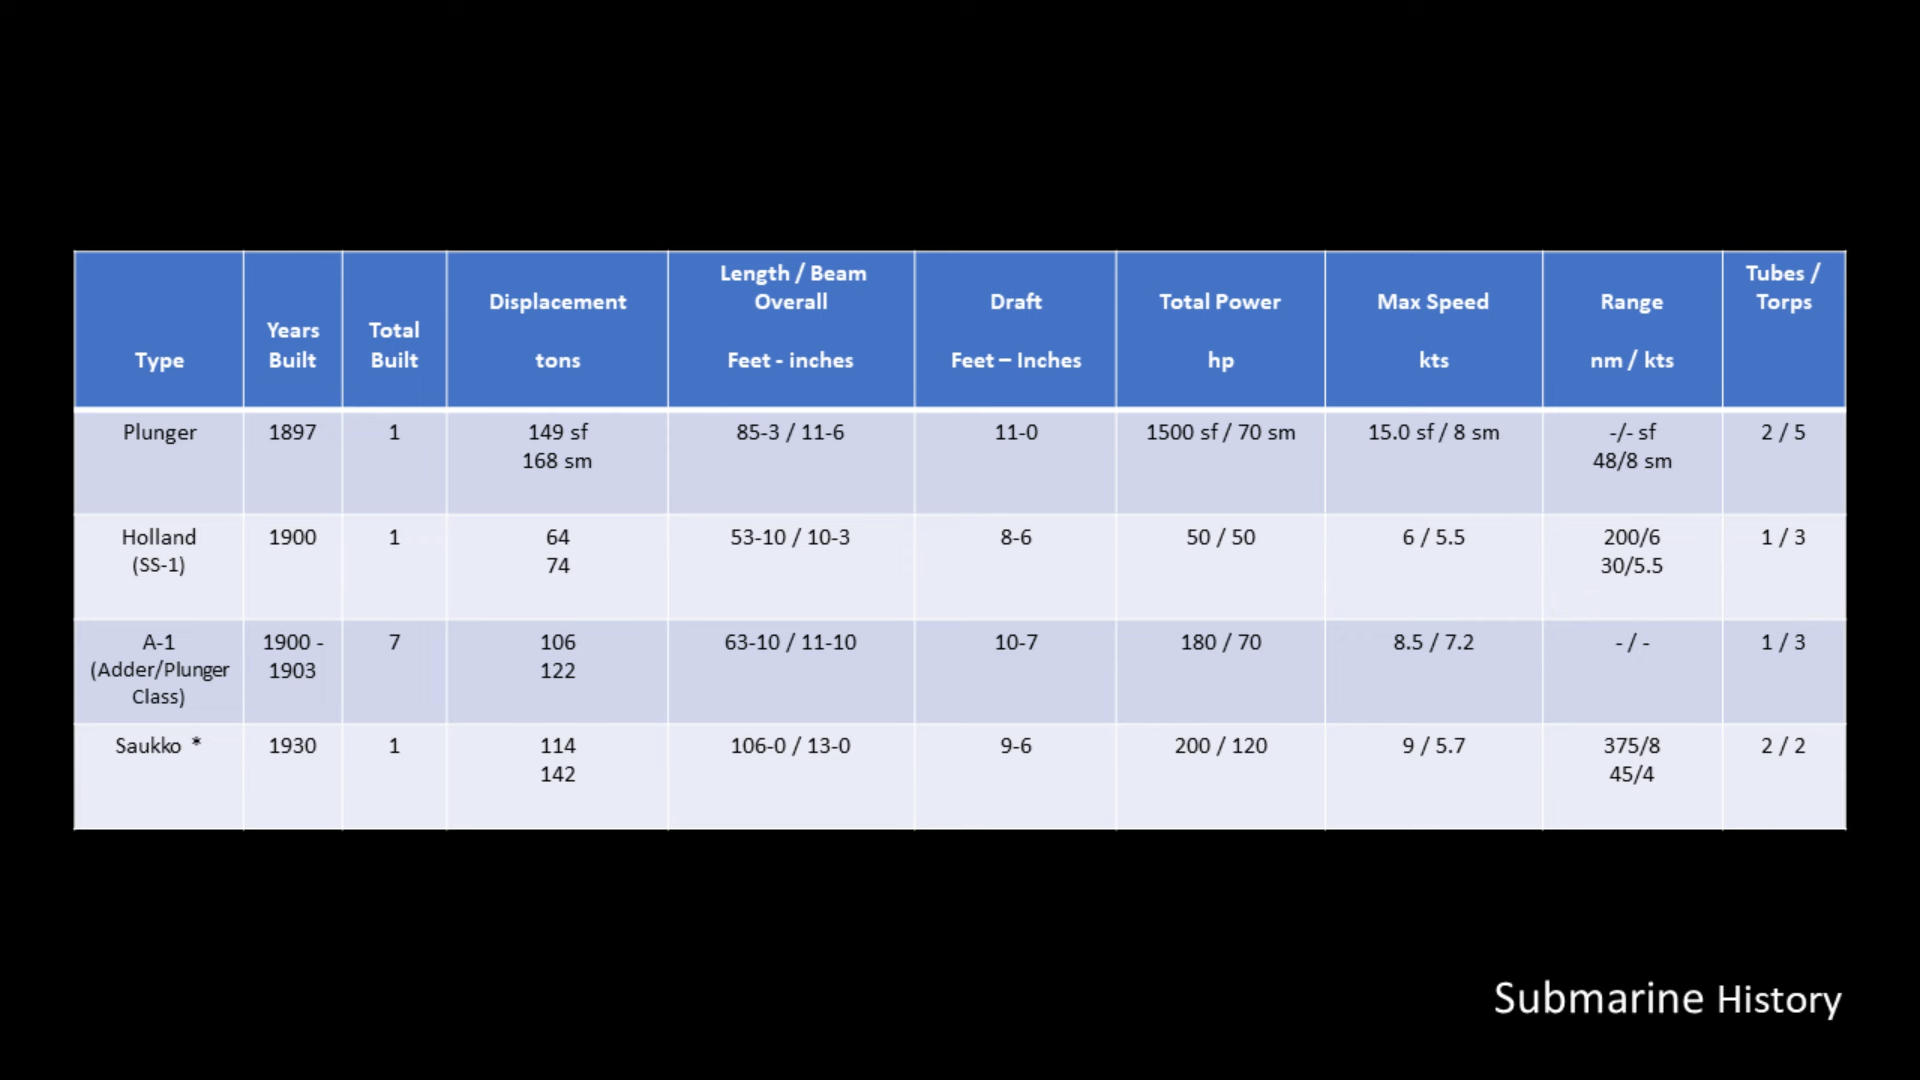 Type
Years
Built
Total
Built
Displacement
tons
Length / Beam
Overall
Feet - inches
Draft
Feet – Inches
Total Power
hp
Max Speed
kts
Range
nm / kts
Tubes /
Torps
Plunger
1897
1
149 sf
168 sm
85-3 / 11-6
11-0
1500 sf / 70 sm
15.0 sf / 8 sm
-/- sf
48/8 sm
2 / 5
Holland
(SS-1)
1900
1
64
74
53-10 / 10-3
8-6
50 / 50
6 / 5.5
200/6
30/5.5
1 / 3
A-1
(Adder/Plunger
Class)
1900 -
1903
7
106
122
63-10 / 11-10
10-7
180 / 70
8.5 / 7.2
- / -
1 / 3
Saukko *
1930
1
114
142
106-0 / 13-0
9-6
200 / 120
9 / 5.7
375/8
45/4
2 / 2
Submarine History